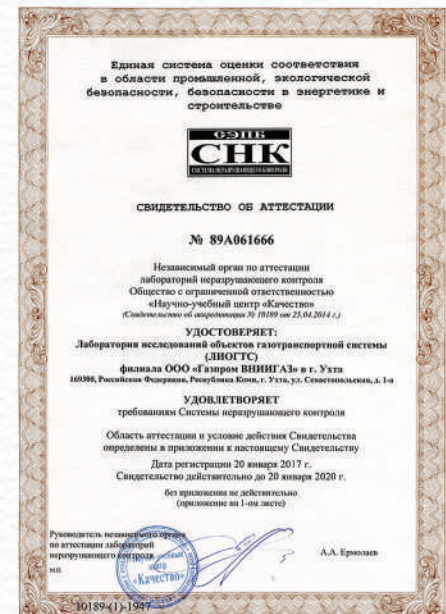 Единая система оценки соответствия
в области промышленной, экологической
безопасности, безопасности в энергетике и
строительстве
СЭПБ
СНК
СИСТЕМА НЕРАЗРУШАЮЩЕГО КОНТРОЛЯ
СВИДЕТЕЛЬСТВО ОБ АТТЕСТАЦИИ
№ 89А061666
Независимый орган по аттестации
лабораторий неразрушающего контроля
Общество с ограниченной ответственностью
«Научно-учебный центр «Качество»
(Свидетельство об аккредитации № 10189 от 25.04.2014 г.)
УДОСТОВЕРЯЕТ:
Лаборатория исследований объектов газотранспортной системы
(ЛИОГТС)
филиала ООО «Газпром ВНИИГАЗ» в г. Ухта
169300, Российская Федерация, Республика Коми, г. Ухта, ул. Севастопольская, д. 1-а
УДОВЛЕТВОРЯЕТ
требованиям Системы неразрушающего контроля
Область аттестации и условие действия Свидетельства
определены в приложении к настоящему Свидетельству
Дата регистрации 20 января 2017 г.
Свидетельство действительно до 20 января 2020 г.
без приложения не действительно
(приложение на 1-ом листе)
Руководитель независимого органа
по аттестации лабораторий
неразрушающего контроля
А.А. Ермолаев
М.П.
центр
«Качество»
10189-(1)-1947